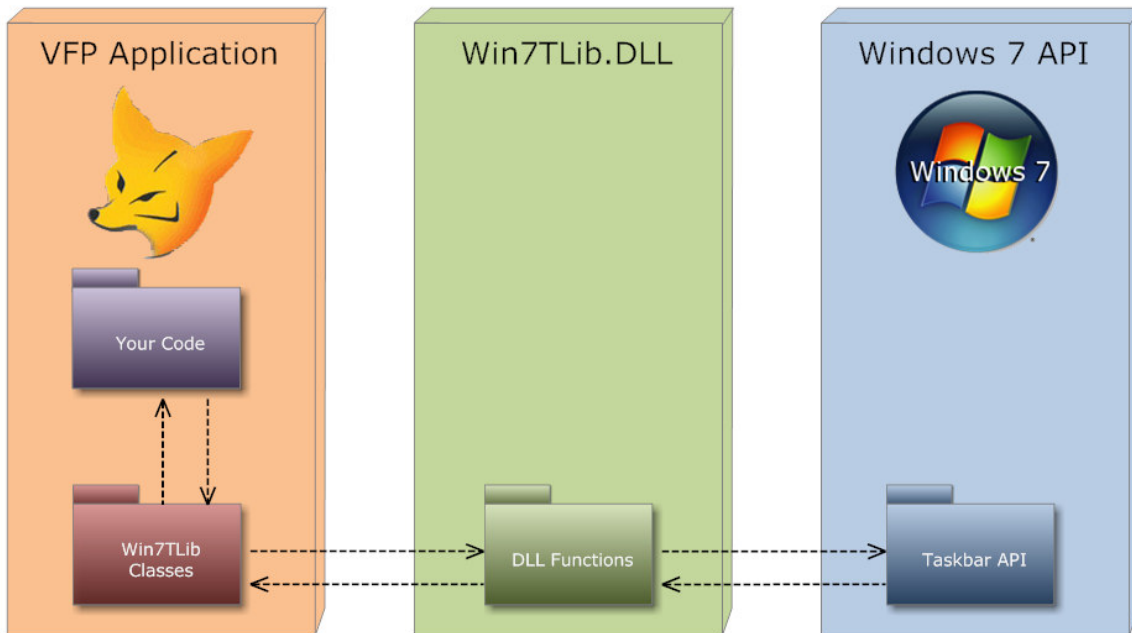 VFP Application
Win7TLib.DLL
Windows 7 API
Windows 7
Your Code
Win7TLib
Classes
DLL Functions
Taskbar API